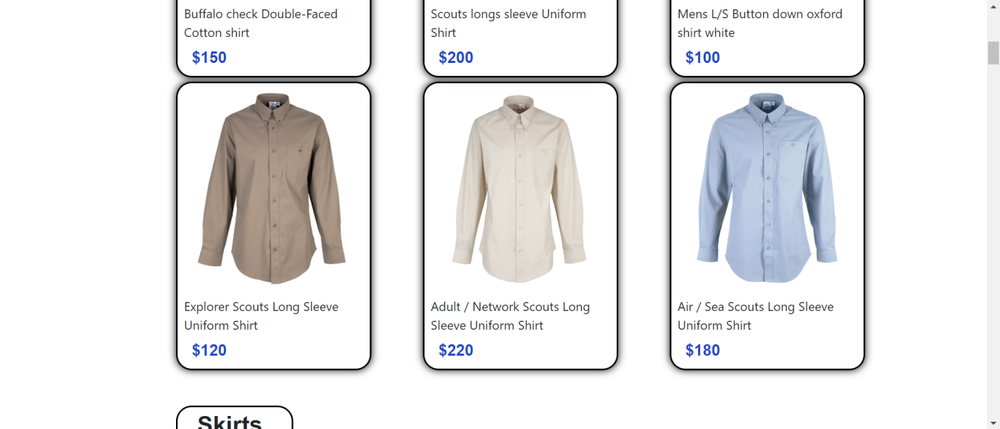 Buffalo check Double-Faced
Cotton shirt
$150
Scouts longs sleeve Uniform
Shirt
$200
Mens L/S Button down oxford
shirt white
$100
Explorer Scouts Long Sleeve
Uniform Shirt
$120
Adult / Network Scouts Long
Sleeve Uniform Shirt
$220
Air / Sea Scouts Long Sleeve
Uniform Shirt
$180
Skirts